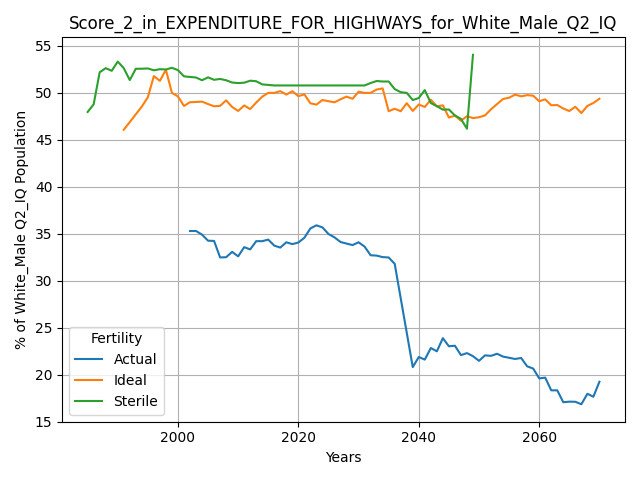 Score_2_in_EXPENDITURE_FOR_HIGHWAYS_for_White_Male_Q2_IQ
% of White_Male Q2_IQ Population
55
50
45
40
35
30
25
20
15
Fertility
Actual
Ideal
Sterile
2000 2020 2040 2060
Years